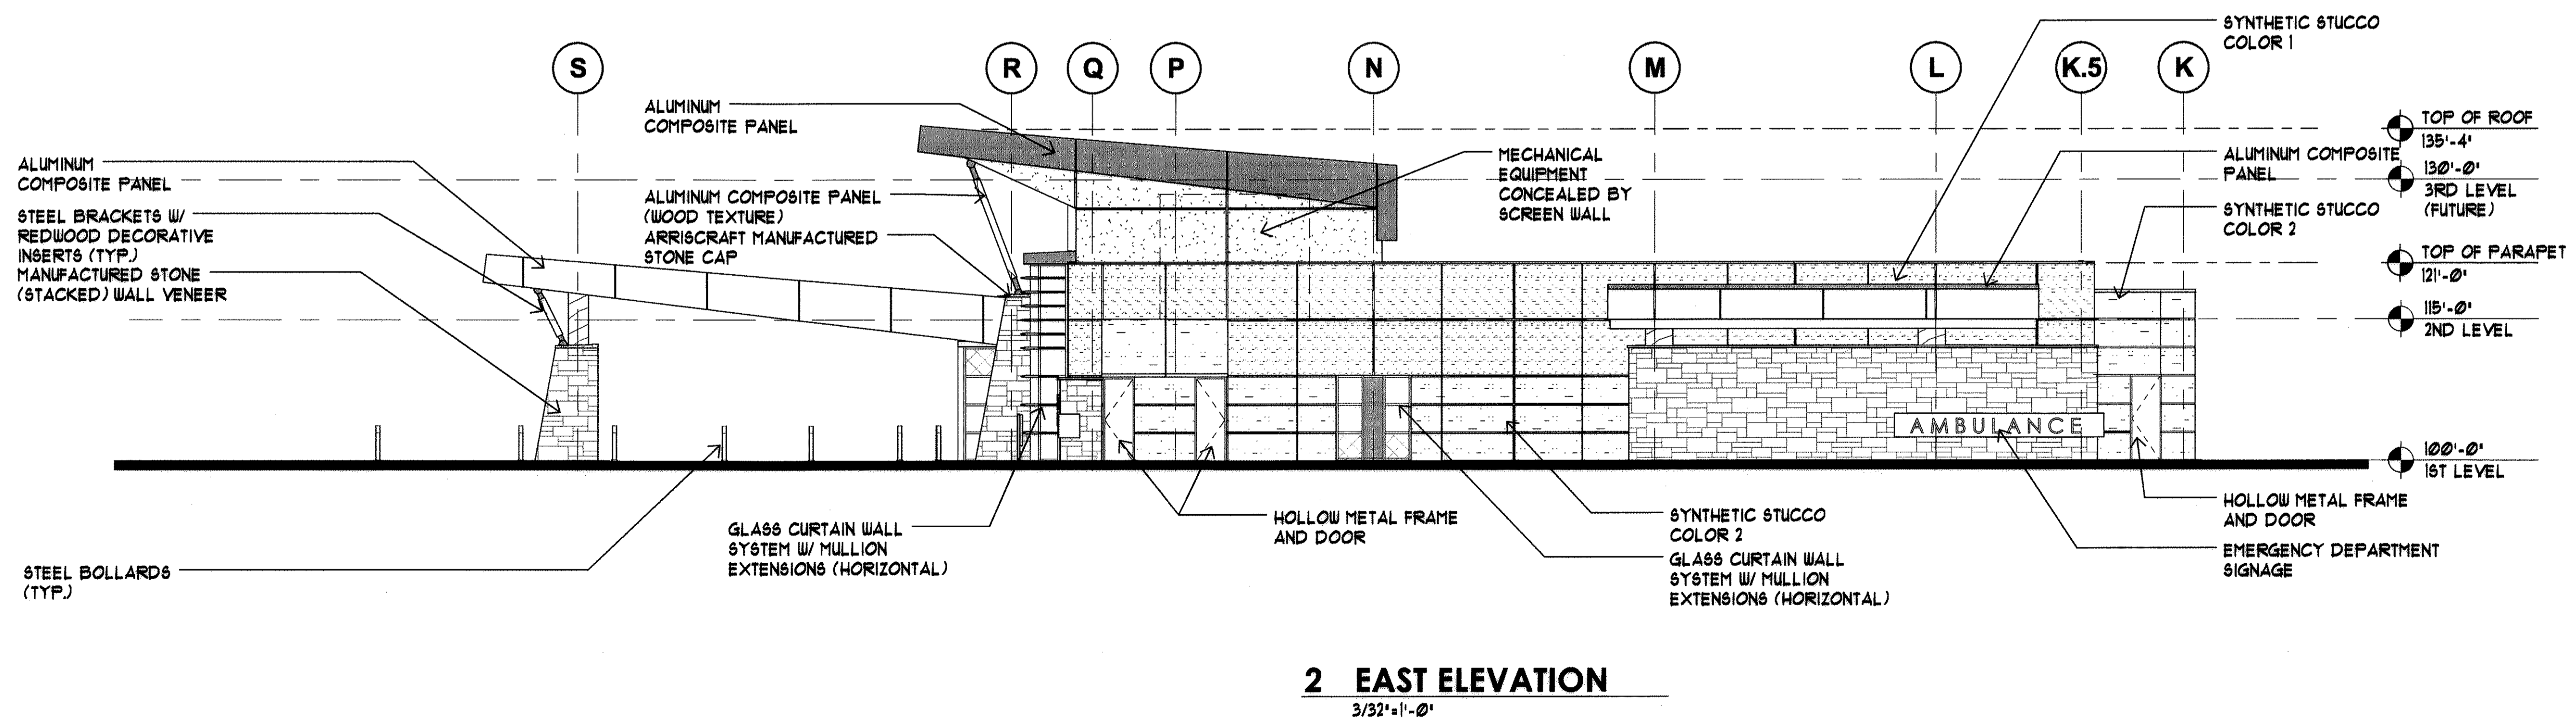 SYNTHETIC STUCCO
COLOR 1
S
R
Q
P
N
M
L
K.5
K
ALUMINUM
COMPOSITE PANEL
TOP OF ROOF
135'-4"
ALUMINUM
COMPOSITE PANEL
MECHANICAL
EQUIPMENT
CONCEALED BY
SCREEN WALL
ALUMINUM COMPOSITE
PANEL
130'-0"
3RD LEVEL
(FUTURE)
ALUMINUM COMPOSITE PANEL
(WOOD TEXTURE)
ARRISCRAFT MANUFACTURED
STONE CAP
STEEL BRACKETS W/
REDWOOD DECORATIVE
INSERTS (TYP.)
MANUFACTURED STONE
(STACKED) WALL VENEER
SYNTHETIC STUCCO
COLOR 2
TOP OF PARAPET
121'-0"
115'-0"
2ND LEVEL
AMBULANCE
100'-0"
1ST LEVEL
GLASS CURTAIN WALL
SYSTEM W/ MULLION
EXTENSIONS (HORIZONTAL)
HOLLOW METAL FRAME
AND DOOR
SYNTHETIC STUCCO
COLOR 2
GLASS CURTAIN WALL
SYSTEM W/ MULLION
EXTENSIONS (HORIZONTAL)
HOLLOW METAL FRAME
AND DOOR
EMERGENCY DEPARTMENT
SIGNAGE
STEEL BOLLARDS
(TYP.)
2 EAST ELEVATION
3/32"=1'-0"